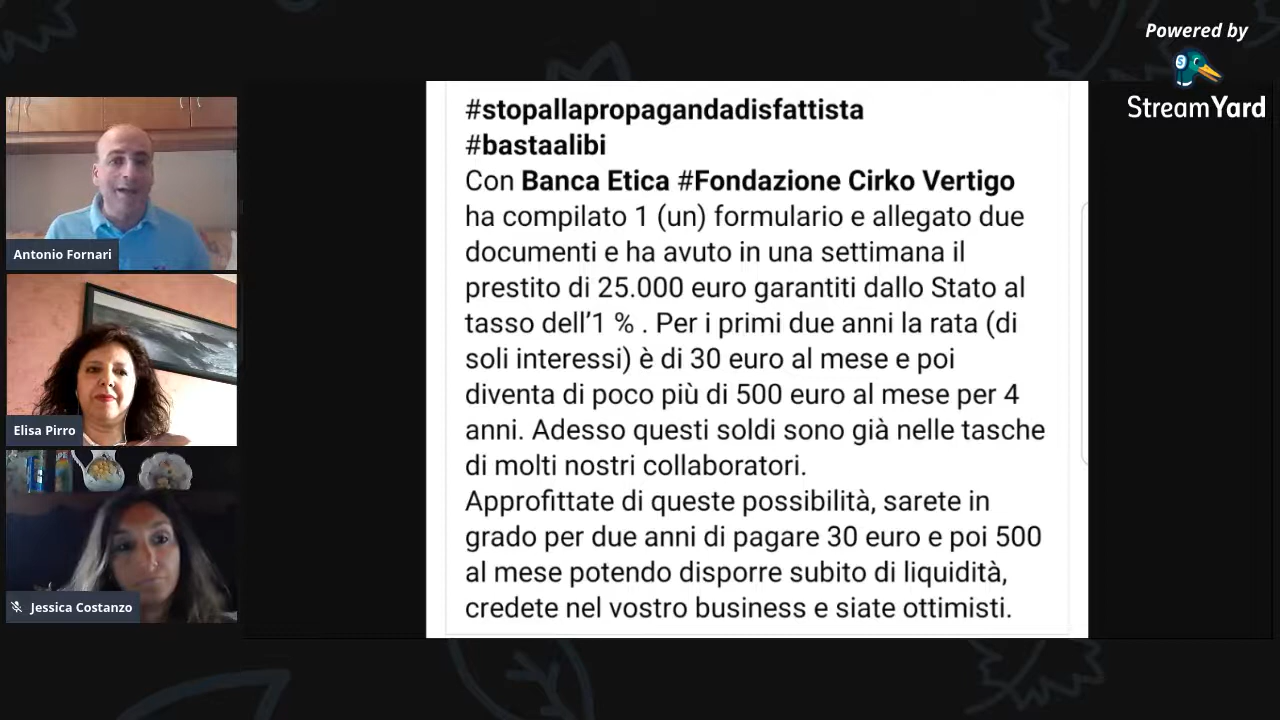 Powered by
StreamYard
Antonio Fornari
Elisa Pirro
Jessica Costanzo
#stopallapropagandadisfattista
#bastaalibi
Con Banca Etica #Fondazione Cirko Vertigo
ha compilato 1 (un) formulario e allegato due
documenti e ha avuto in una settimana il
prestito di 25.000 euro garantiti dallo Stato al
tasso dell’1 % . Per i primi due anni la rata (di
soli interessi) è di 30 euro al mese e poi
diventa di poco più di 500 euro al mese per 4
anni. Adesso questi soldi sono già nelle tasche
di molti nostri collaboratori.
Approfittate di queste possibilità, sarete in
grado per due anni di pagare 30 euro e poi 500
al mese potendo disporre subito di liquidità,
credete nel vostro business e siate ottimisti.